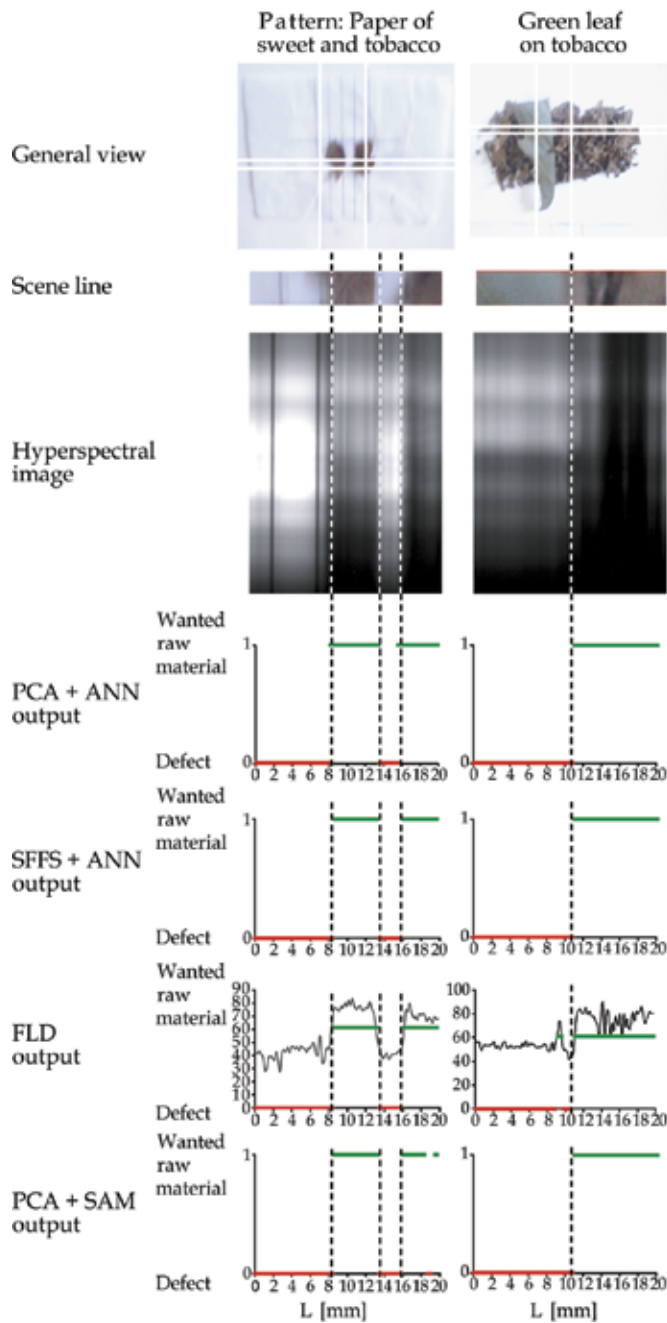 Pattern: Paper of
sweet and tobacco
Green leaf
on tobacco
General view
Scene line
Hyperspectral
image
Wanted
raw
material
1
1
PCA + ANN
output
Defect
0
0
0 2 4 6 8 10 12 14 16 18 20
0 2 4 6 8 10 12 14 16 18 20
Wanted
raw
material
1
1
SFFS + ANN
output
Defect
0
0
0 2 4 6 8 10 12 14 16 18 20
0 2 4 6 8 10 12 14 16 18 20
Wanted
raw
material
90
80
70
60
50
40
30
20
10
0
100
80
60
40
20
0
FLD
output
Defect
0 2 4 6 8 10 12 14 16 18 20
0 2 4 6 8 10 12 14 16 18 20
Wanted
raw
material
1
1
PCA + SAM
output
Defect
0
0
0 2 4 6 8 10 12 14 16 18 20
0 2 4 6 8 10 12 14 16 18 20
L [mm]
L [mm]